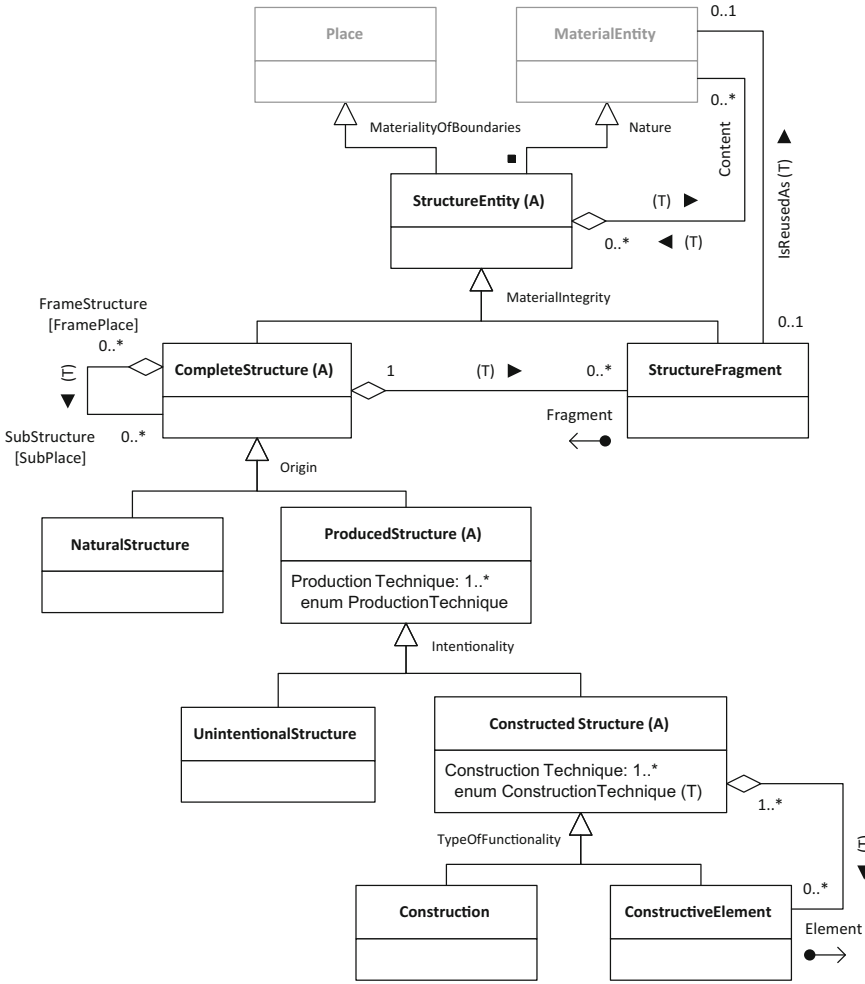 0..1
Place
MaterialEntity
MaterialityOfBoundaries
Nature
0..*
Content
IsReusedAs (T)
StructureEntity (A)
(T)
0..*
(T)
MaterialIntegrity
FrameStructure
[FramePlace]
0..*
0..1
CompleteStructure (A)
1
(T)
0..*
StructureFragment
(T)
Fragment
SubStructure
[SubPlace]
0..*
Origin
NaturalStructure
ProducedStructure (A)
Production Technique: 1..*
enum ProductionTechnique
Intentionality
UnintentionalStructure
Constructed Structure (A)
Construction Technique: 1..*
enum ConstructionTechnique (T)
1..*
TypeOfFunctionality
(T)
0..*
Construction
ConstructiveElement
Element